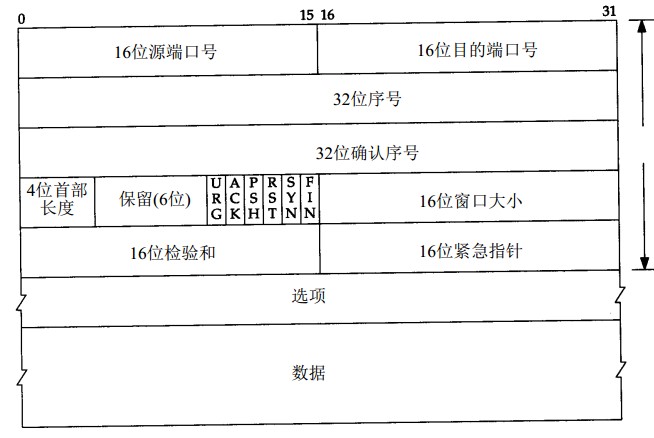 0 15 16 31
16位源端口号 16位目的端口号
32位序号
32位确认序号
4位首部长度 保留(6位) URG ACK PSH RST SYN FIN 16位窗口大小
16位检验和 16位紧急指针
选项
数据